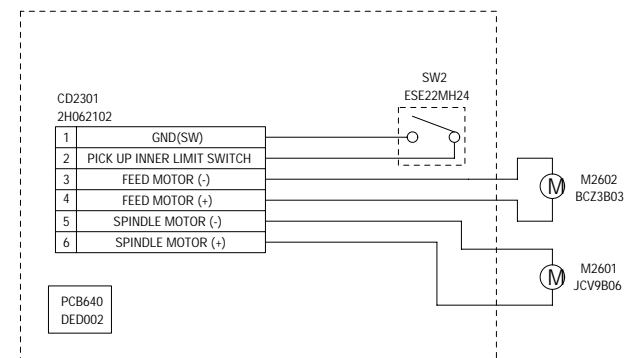 SW2
ESE22MH24
CD2301
2H062102
1 GND(SW)
2 PICK UP INNER LIMIT SWITCH
3 FEED MOTOR (-)
4 FEED MOTOR (+)
5 SPINDLE MOTOR (-)
6 SPINDLE MOTOR (+)
M
M2602
BCZ3B03
M
M2601
JCV9B06
PCB640
DED002